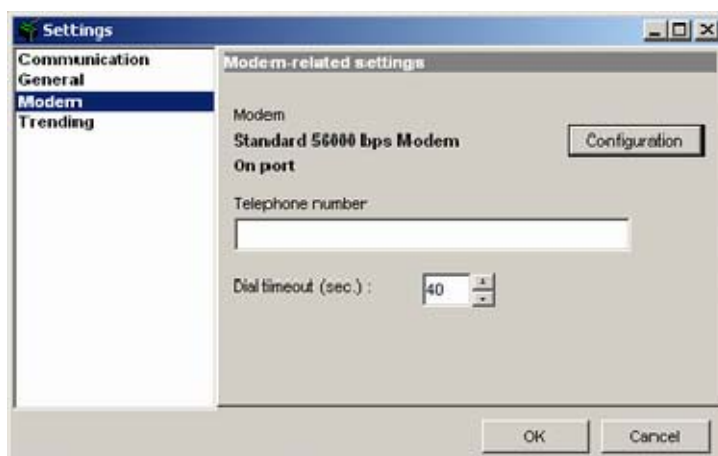 Settings
Communication
General
Modem
Trending
Modem-related settings
Modem
Standard 56000 bps Modem
On port
Configuration
Telephone number
Dial timeout (sec.) :
40
OK
Cancel